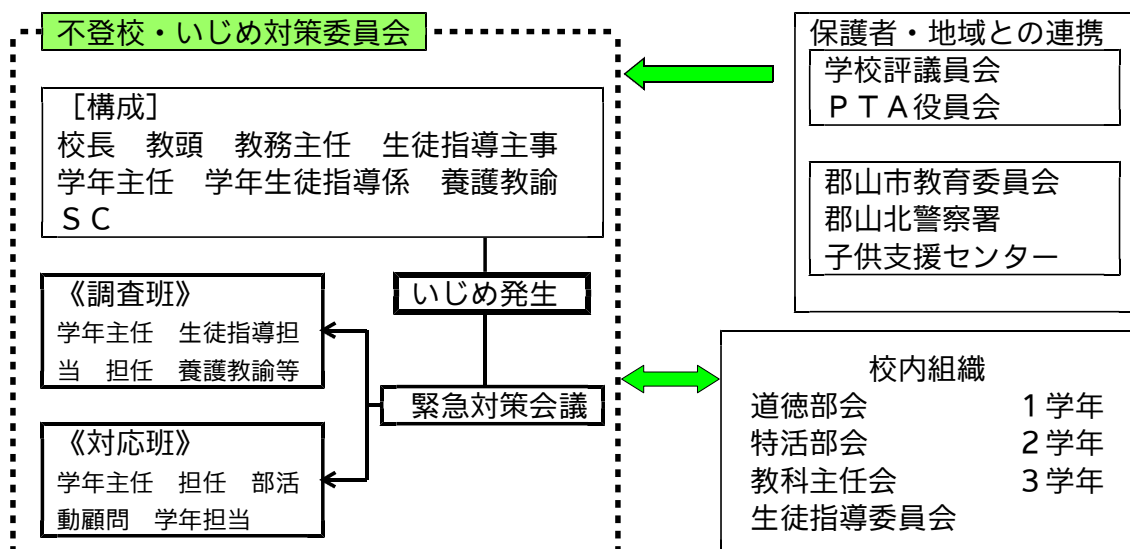 不登校・いじめ対策委員会
［構成］
校長　教頭　教務主任　生徒指導主事
学年主任　学年生徒指導係　養護教諭
ＳＣ
いじめ発生
緊急対策会議
《調査班》
学年主任　生徒指導担
当　担任　養護教諭等
《対応班》
学年主任　担任　部活
動顧問　学年担当
保護者・地域との連携
学校評議員会
ＰＴＡ役員会
郡山市教育委員会
郡山北警察署
子供支援センター
校内組織
道徳部会　１学年
特活部会　２学年
教科主任会　３学年
生徒指導委員会